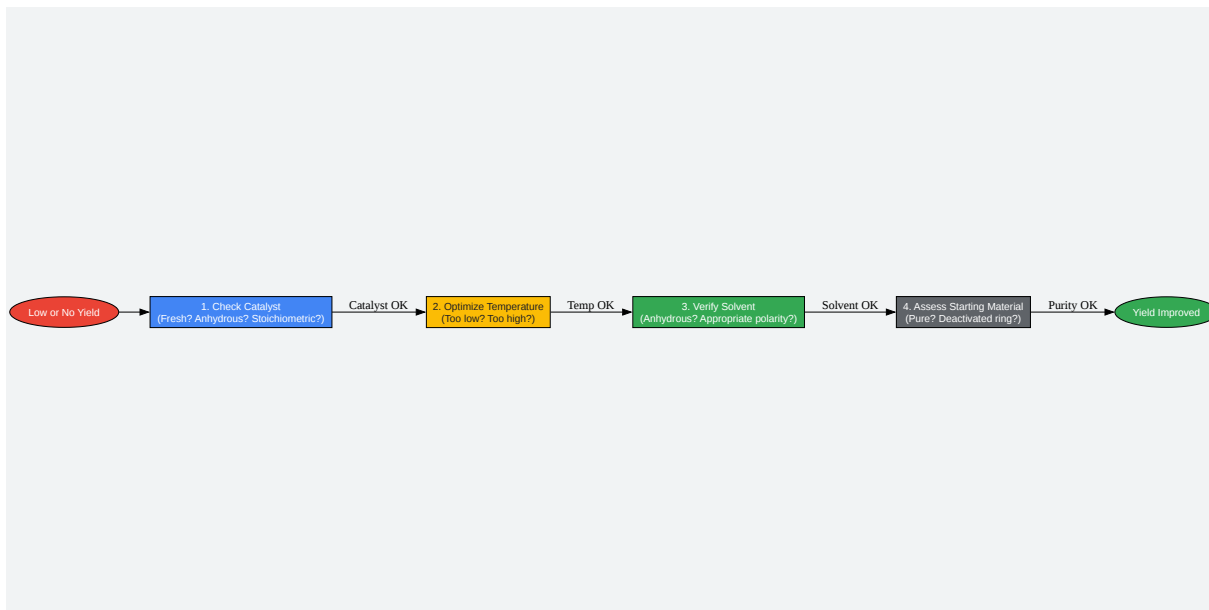 Low or No Yield
1. Check Catalyst
(Fresh? Anhydrous? Stoichiometric?)
Catalyst OK
2. Optimize Temperature
(Too low? Too high?)
Temp OK
3. Verify Solvent
(Anhydrous? Appropriate polarity?)
Solvent OK
4. Assess Starting Material
(Pure? Deactivated ring?)
Purity OK
Yield Improved